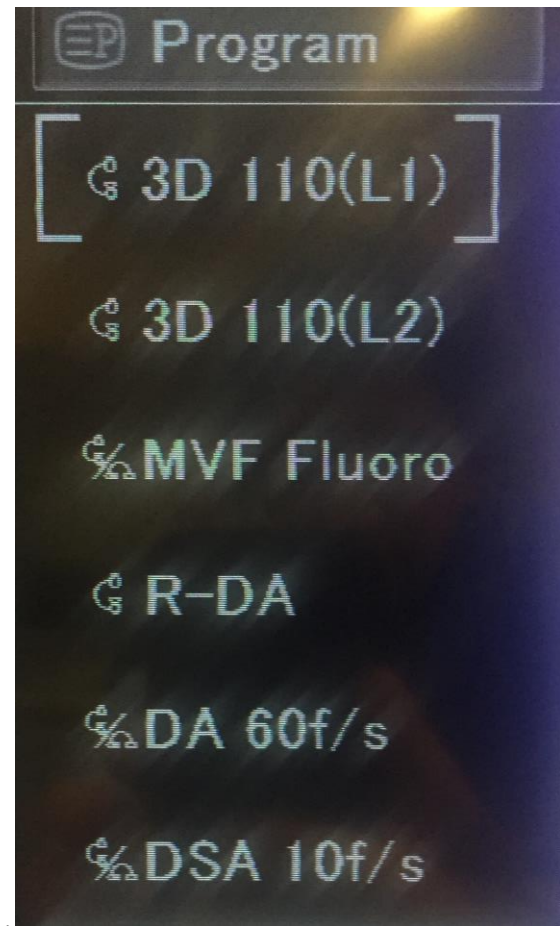 P Program
3D 110(L1)
3D 110(L2)
MVF Fluoro
R-DA
DA 60f/s
DSA 10f/s